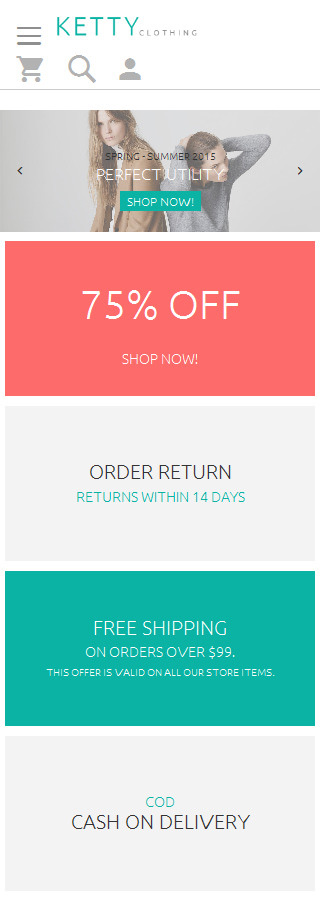 KETTY CLOTHING
SPRING - SUMMER 2015
PERFECT UTILITY
SHOP NOW!
75% OFF
SHOP NOW!
ORDER RETURN
RETURNS WITHIN 14 DAYS
FREE SHIPPING
ON ORDERS OVER $99.
THIS OFFER IS VALID ON ALL OUR STORE ITEMS.
COD
CASH ON DELIVERY